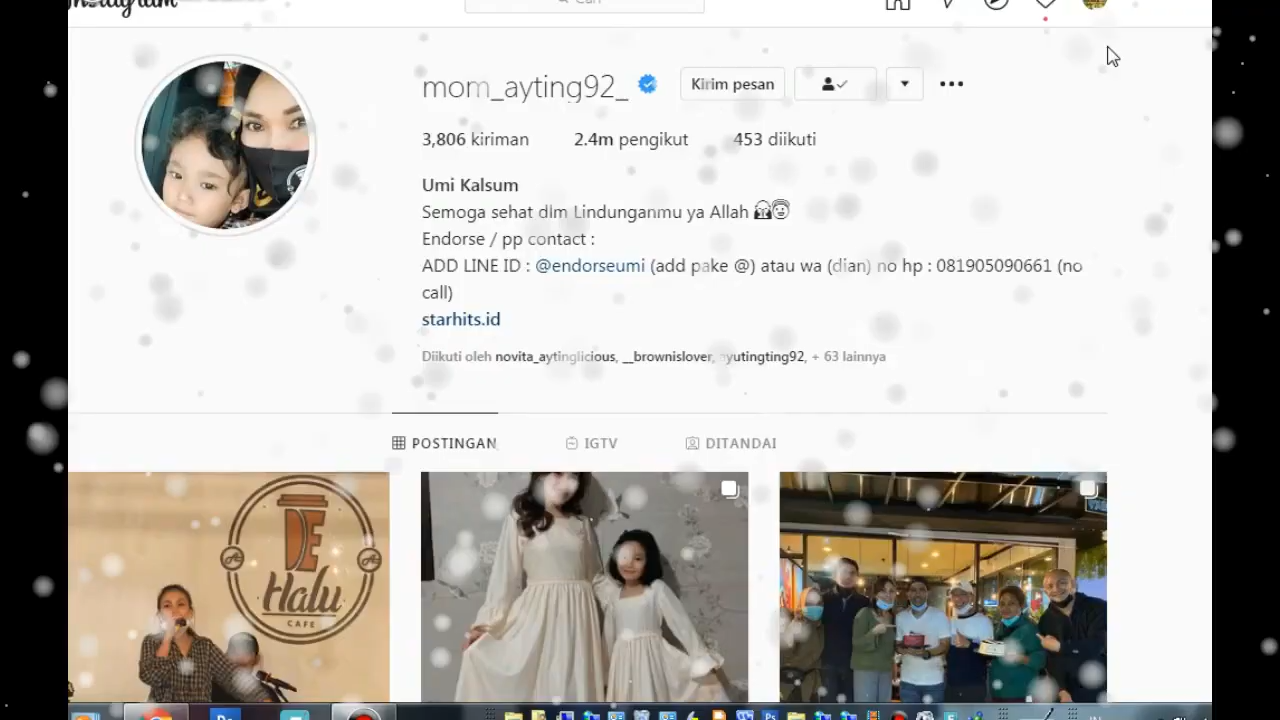 Instagram
Cari
mom_ayting92_
Kirim pesan
3,806 kiriman 2.4m pengikut 453 diikuti
Umi Kalsum
Semoga sehat dlm Lindunganmu ya Allah
Endorse / pp contact :
ADD LINE ID : @endorseumi (add pake @) atau wa (dian) no hp : 081905090661 (no
call)
starhits.id
Diikuti oleh novita_aytinglicious, __brownislover, ayutingting92, + 63 lainnya
POSTINGAN IGTV DITANDAI
DE
Halu
CAFE